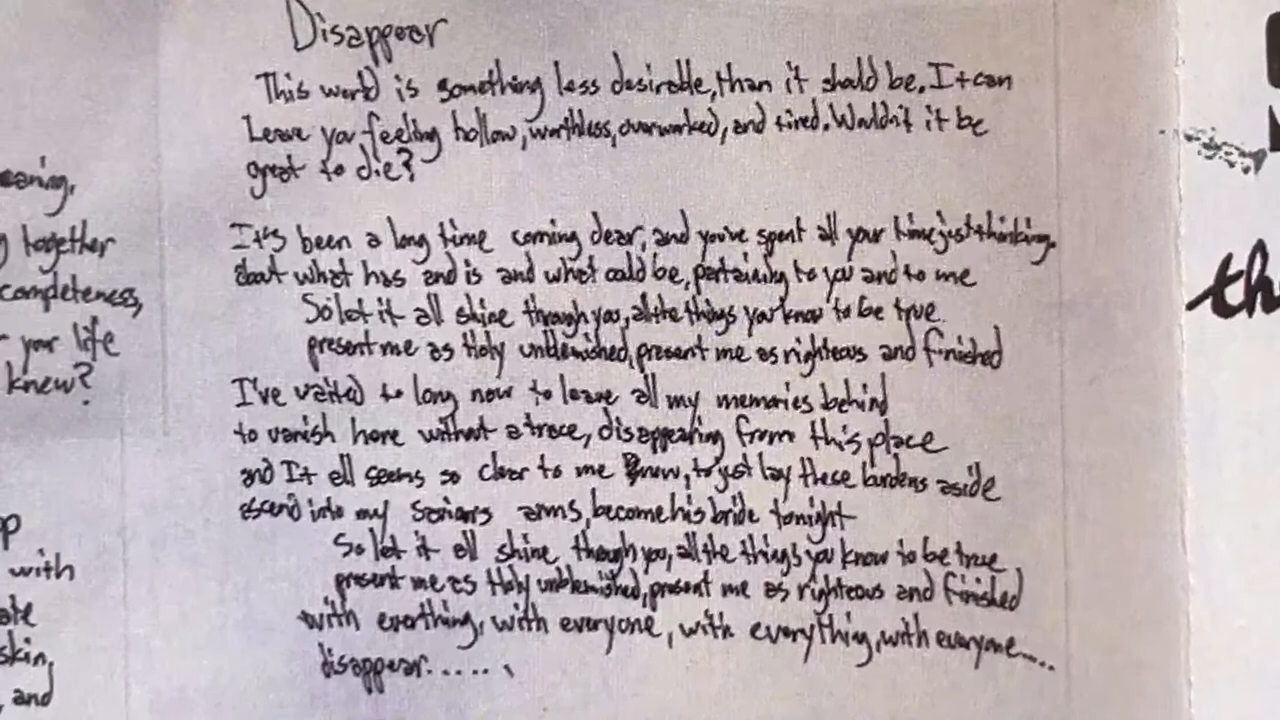 Disappear
This world is something less desirable, than it should be. It can
Leave you feeling hollow, worthless, overworked, and tired. Wouldn't it be
great to die?
It's been a long time coming dear, and you've spent all your time just thinking.
about what has and is and what could be, pertaining to you and to me
So let it all shine through you, all the things you know to be true.
present me as Holy unblemished, present me as righteous and finished
I've waited to long now to leave all my memories behind
to vanish here without a trace, disappearing from this place
and It all seems so clear to me now, to just lay these burdens aside
ascend into my Saviors arms, become his bride tonight
So let it all shine though you, all the things you know to be true,
present me as Holy unblemished, present me as righteous and finished
with everthing, with everyone, with everything, with everyone.....
disappear......
eaning,
together
completeness,
your life
knew?
p
with
ate
skin,
, and
th